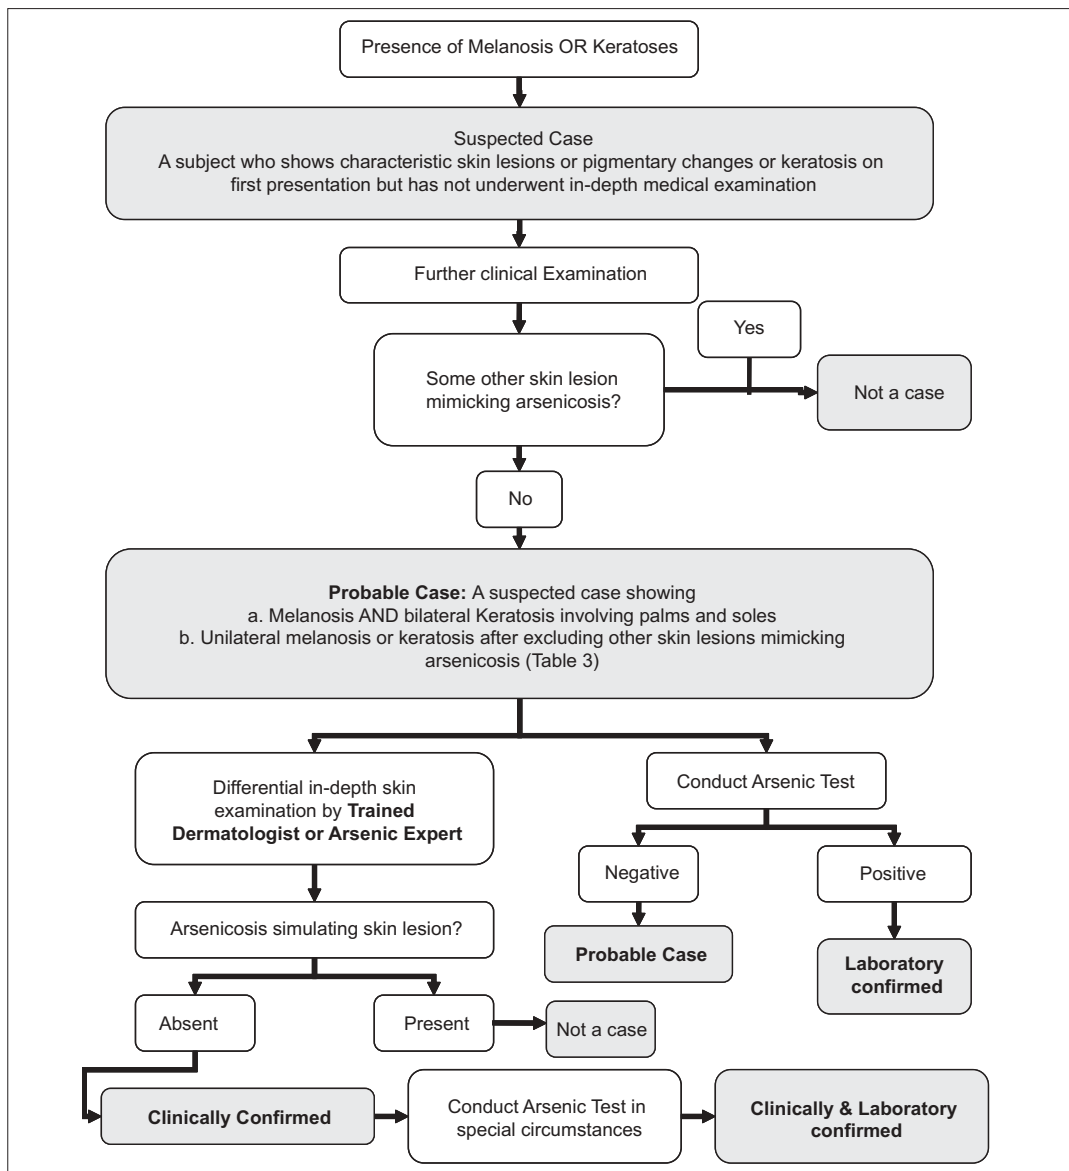 Presence of Melanosis OR Keratoses
Suspected Case
A subject who shows characteristic skin lesions or pigmentary changes or keratosis on
first presentation but has not underwent in-depth medical examination
Further clinical Examination
Yes
Some other skin lesion
mimicking arsenicosis?
Not a case
No
Probable Case: A suspected case showing
a. Melanosis AND bilateral Keratosis involving palms and soles
b. Unilateral melanosis or keratosis after excluding other skin lesions mimicking
arsenicosis (Table 3)
Differential in-depth skin
examination by Trained
Dermatologist or Arsenic Expert
Conduct Arsenic Test
Negative
Positive
Arsenicosis simulating skin lesion?
Probable Case
Laboratory
confirmed
Absent
Present
Not a case
Clinically Confirmed
Conduct Arsenic Test in
special circumstances
Clinically & Laboratory
confirmed